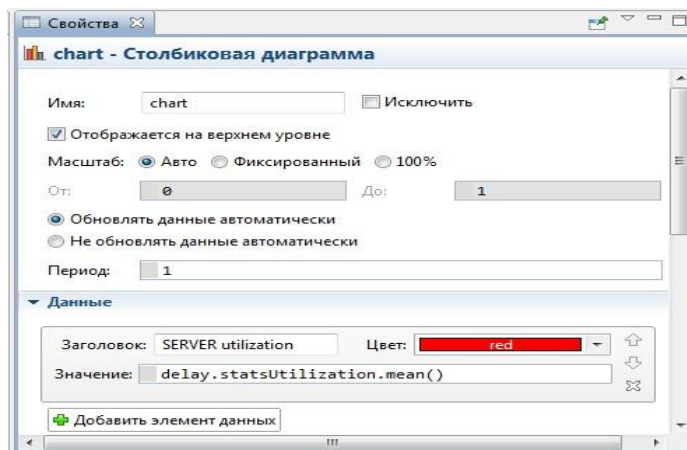 Свойства
chart - Столбиковая диаграмма
Имя: chart Исключить
Отображается на верхнем уровне
Масштаб: Авто Фиксированный 100%
От: 0 До: 1
Обновлять данные автоматически
Не обновлять данные автоматически
Период: 1
Данные
Заголовок: SERVER utilization Цвет: red
Значение: delay.statsUtilization.mean()
Добавить элемент данных